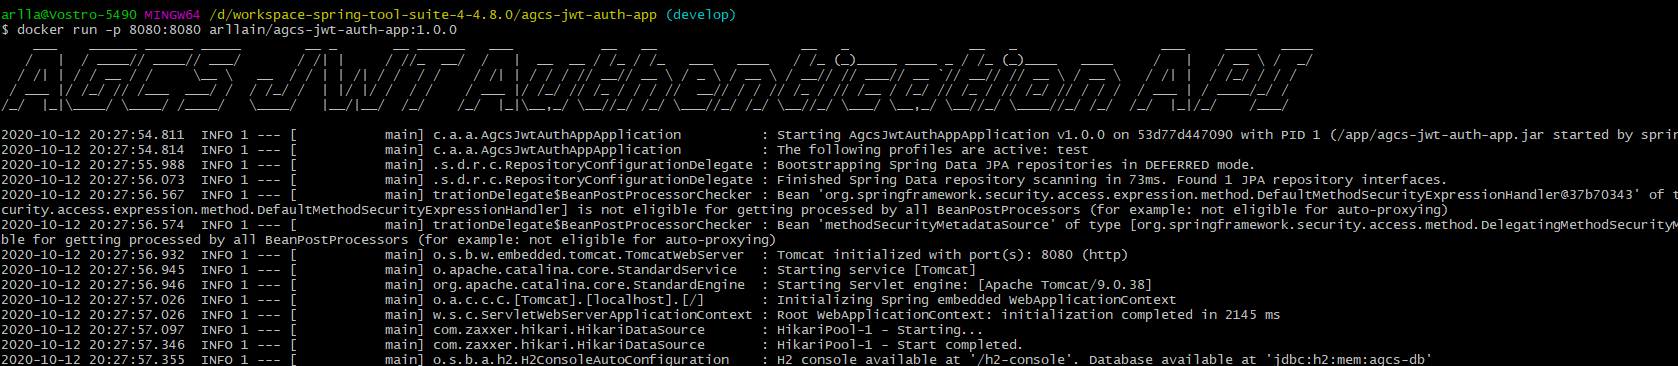 arlla@Vostro-5490 MINGW64 /d/workspace-spring-tool-suite-4-4.8.0/agcs-jwt-auth-app (develop)
$ docker run -p 8080:8080 arllain/agcs-jwt-auth-app:1.0.0
AGCS JWT Authentication API
2020-10-12 20:27:54.811  INFO 1 --- [           main] c.a.a.AgcsJwtAuthAppApplication          : Starting AgcsJwtAuthAppApplication v1.0.0 on 53d77d447090 with PID 1 (/app/agcs-jwt-auth-app.jar started by sprin
2020-10-12 20:27:54.814  INFO 1 --- [           main] c.a.a.AgcsJwtAuthAppApplication          : The following profiles are active: test
2020-10-12 20:27:55.988  INFO 1 --- [           main] .s.d.r.c.RepositoryConfigurationDelegate : Bootstrapping Spring Data JPA repositories in DEFERRED mode.
2020-10-12 20:27:56.073  INFO 1 --- [           main] .s.d.r.c.RepositoryConfigurationDelegate : Finished Spring Data repository scanning in 73ms. Found 1 JPA repository interfaces.
2020-10-12 20:27:56.567  INFO 1 --- [           main] trationDelegate$BeanPostProcessorChecker : Bean 'org.springframework.security.access.expression.method.DefaultMethodSecurityExpressionHandler@37b70343' of t
curity.access.expression.method.DefaultMethodSecurityExpressionHandler] is not eligible for getting processed by all BeanPostProcessors (for example: not eligible for auto-proxying)
2020-10-12 20:27:56.574  INFO 1 --- [           main] trationDelegate$BeanPostProcessorChecker : Bean 'methodSecurityMetadataSource' of type [org.springframework.security.access.method.DelegatingMethodSecurityM
ble for getting processed by all BeanPostProcessors (for example: not eligible for auto-proxying)
2020-10-12 20:27:56.932  INFO 1 --- [           main] o.s.b.w.embedded.tomcat.TomcatWebServer  : Tomcat initialized with port(s): 8080 (http)
2020-10-12 20:27:56.945  INFO 1 --- [           main] o.apache.catalina.core.StandardService   : Starting service [Tomcat]
2020-10-12 20:27:56.946  INFO 1 --- [           main] org.apache.catalina.core.StandardEngine  : Starting Servlet engine: [Apache Tomcat/9.0.38]
2020-10-12 20:27:57.026  INFO 1 --- [           main] o.a.c.c.C.[Tomcat].[localhost].[/]       : Initializing Spring embedded WebApplicationContext
2020-10-12 20:27:57.026  INFO 1 --- [           main] w.s.c.ServletWebServerApplicationContext : Root WebApplicationContext: initialization completed in 2145 ms
2020-10-12 20:27:57.097  INFO 1 --- [           main] com.zaxxer.hikari.HikariDataSource       : HikariPool-1 - Starting...
2020-10-12 20:27:57.346  INFO 1 --- [           main] com.zaxxer.hikari.HikariDataSource       : HikariPool-1 - Start completed.
2020-10-12 20:27:57.355  INFO 1 --- [           main] o.s.b.a.h2.H2ConsoleAutoConfiguration    : H2 console available at '/h2-console'. Database available at 'jdbc:h2:mem:agcs-db'